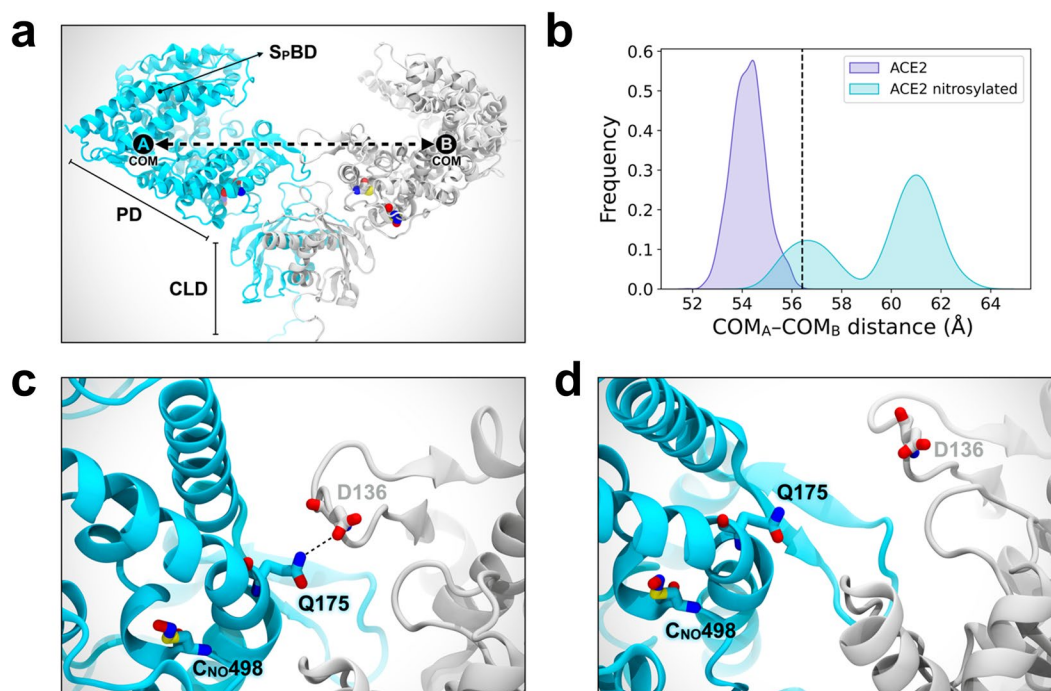 a
SPBD
A
COM
B
COM
PD
CLD
b
0.6
0.5
0.4
0.3
0.2
0.1
0.0
Frequency
ACE2
ACE2 nitrosylated
52
54
56
58
60
62
64
COMA–COMB distance (Å)
c
D136
Q175
CNO498
d
D136
Q175
CNO498